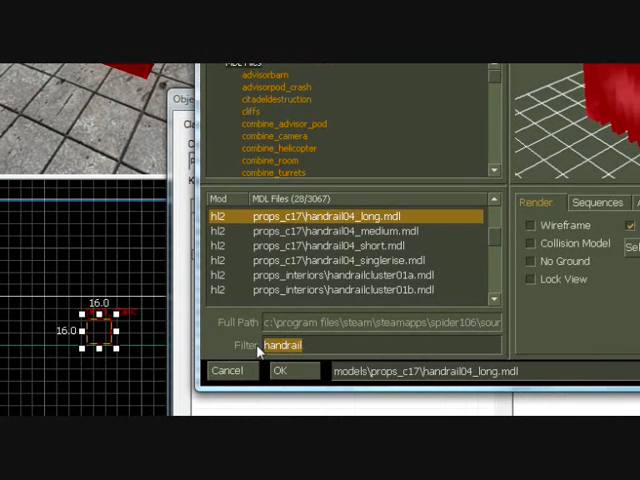 MDL Files
advisorbarn
advisorpod_crash
citadeldestruction
cliffs
combine_advisor_pod
combine_camera
combine_helicopter
combine_room
combine_turrets
Obje
Mod MDL Files (28/3067)
hl2 props_c17\handrail04_long.mdl
hl2 props_c17\handrail04_medium.mdl
hl2 props_c17\handrail04_short.mdl
hl2 props_c17\handrail04_singlerise.mdl
hl2 props_interiors\handrailcluster01a.mdl
hl2 props_interiors\handrailcluster01b.mdl
Render Sequences
Wireframe
Collision Model
No Ground
Lock View
16.0
16.0
Full Path c:\program files\steam\steamapps\spider106\sour
Filter handrail
Cancel OK models\props_c17\handrail04_long.mdl